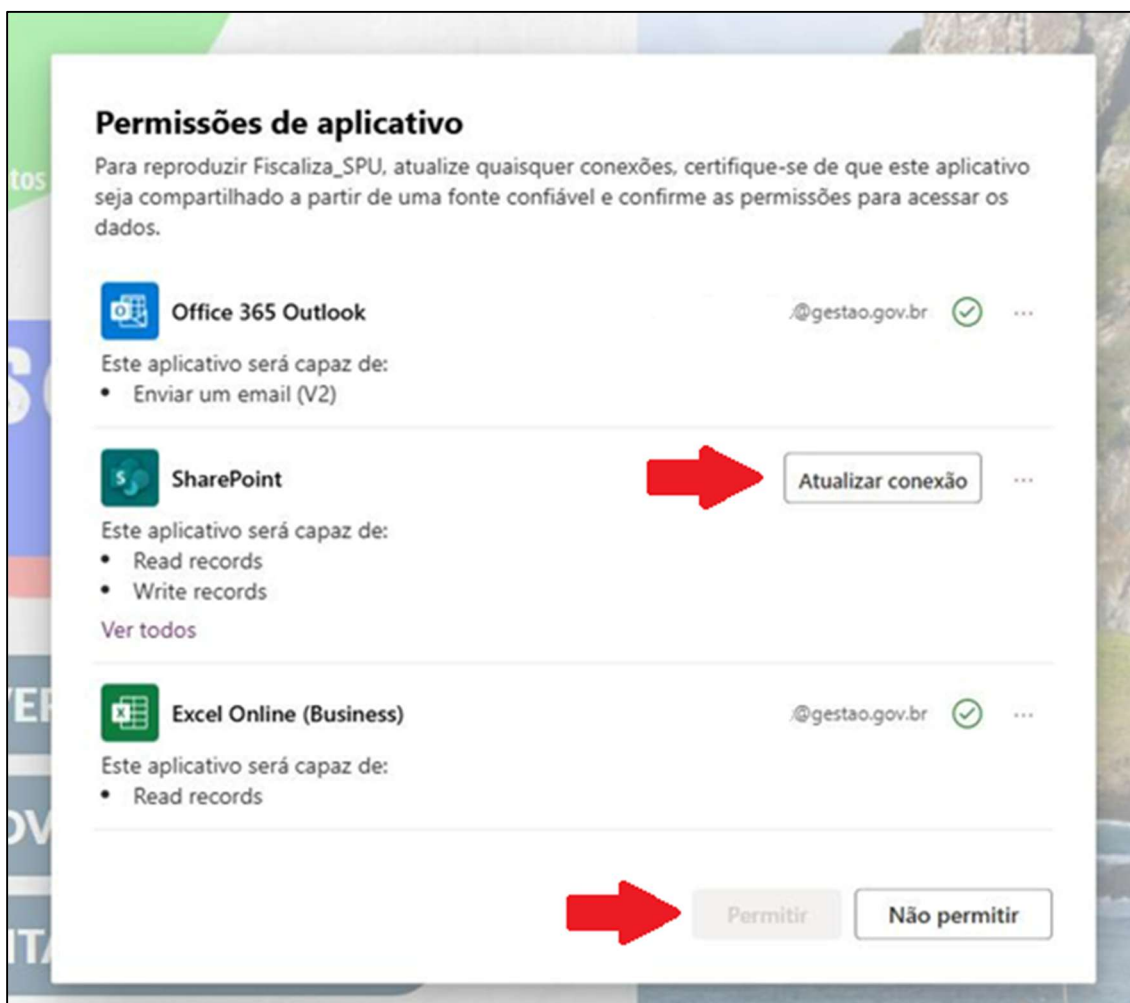 Permissões de aplicativo
Para reproduzir Fiscaliza_SPU, atualize quaisquer conexões, certifique-se de que este aplicativo
seja compartilhado a partir de uma fonte confiável e confirme as permissões para acessar os
dados.
tos
Office 365 Outlook
@gestao.gov.br
Este aplicativo será capaz de:
• Enviar um email (V2)
SharePoint
Atualizar conexão
Este aplicativo será capaz de:
• Read records
• Write records
Ver todos
Excel Online (Business)
@gestao.gov.br
Este aplicativo será capaz de:
• Read records
Permitir
Não permitir